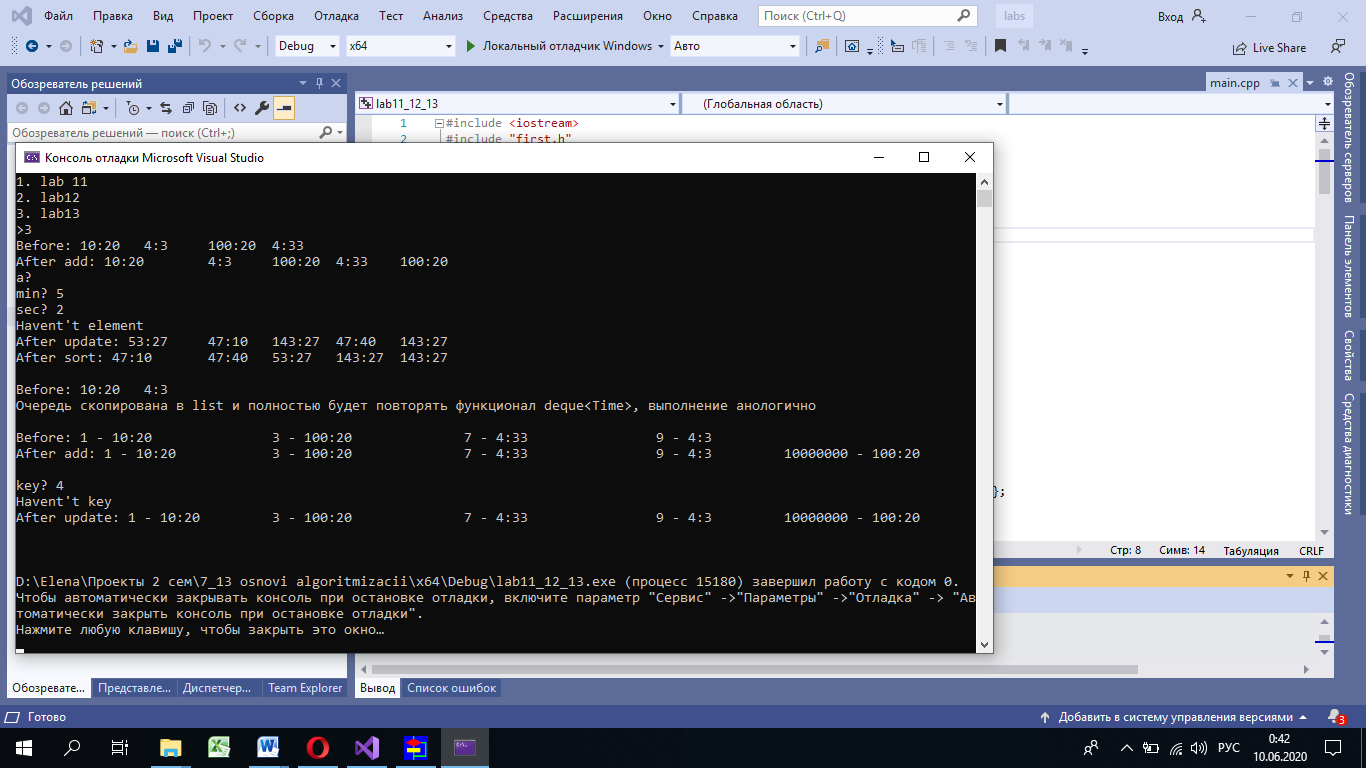 Файл Правка Вид Проект Сборка Отладка Тест Анализ Средства Расширения Окно Справка Поиск (Ctrl+Q) labs Вход
Debug x64 Локальный отладчик Windows Авто Live Share
Обозреватель решений
main.cpp
lab11_12_13 (Глобальная область)
Обозреватель решений — поиск (Ctrl+;)
1 #include <iostream>
2 #include "first.h"
Консоль отладки Microsoft Visual Studio
1. lab 11
2. lab12
3. lab13
>3
Before: 10:20 4:3 100:20 4:33
After add: 10:20 4:3 100:20 4:33 100:20
a?
min? 5
sec? 2
Havent't element
After update: 53:27 47:10 143:27 47:40 143:27
After sort: 47:10 47:40 53:27 143:27 143:27
Before: 10:20 4:3
Очередь скопирована в list и полностью будет повторять функционал deque<Time>, выполнение анологично
Before: 1 - 10:20 3 - 100:20 7 - 4:33 9 - 4:3
After add: 1 - 10:20 3 - 100:20 7 - 4:33 9 - 4:3 10000000 - 100:20
key? 4
Havent't key
After update: 1 - 10:20 3 - 100:20 7 - 4:33 9 - 4:3 10000000 - 100:20
D:\Elena\Проекты 2 сем\7_13 osnovi algoritmizacii\x64\Debug\lab11_12_13.exe (процесс 15180) завершил работу с кодом 0.
Чтобы автоматически закрывать консоль при остановке отладки, включите параметр "Сервис" ->"Параметры" ->"Отладка" -> "Ав
томатически закрыть консоль при остановке отладки".
Нажмите любую клавишу, чтобы закрыть это окно…
};
Стр: 8 Симв: 14 Табуляция CRLF
Обозреватель серверов
Панель элементов
Свойства
Средства диагностики
Обозревате... Представле... Диспетчер... Team Explorer Вывод Список ошибок
Готово Добавить в систему управления версиями 3
РУС 0:42
10.06.2020